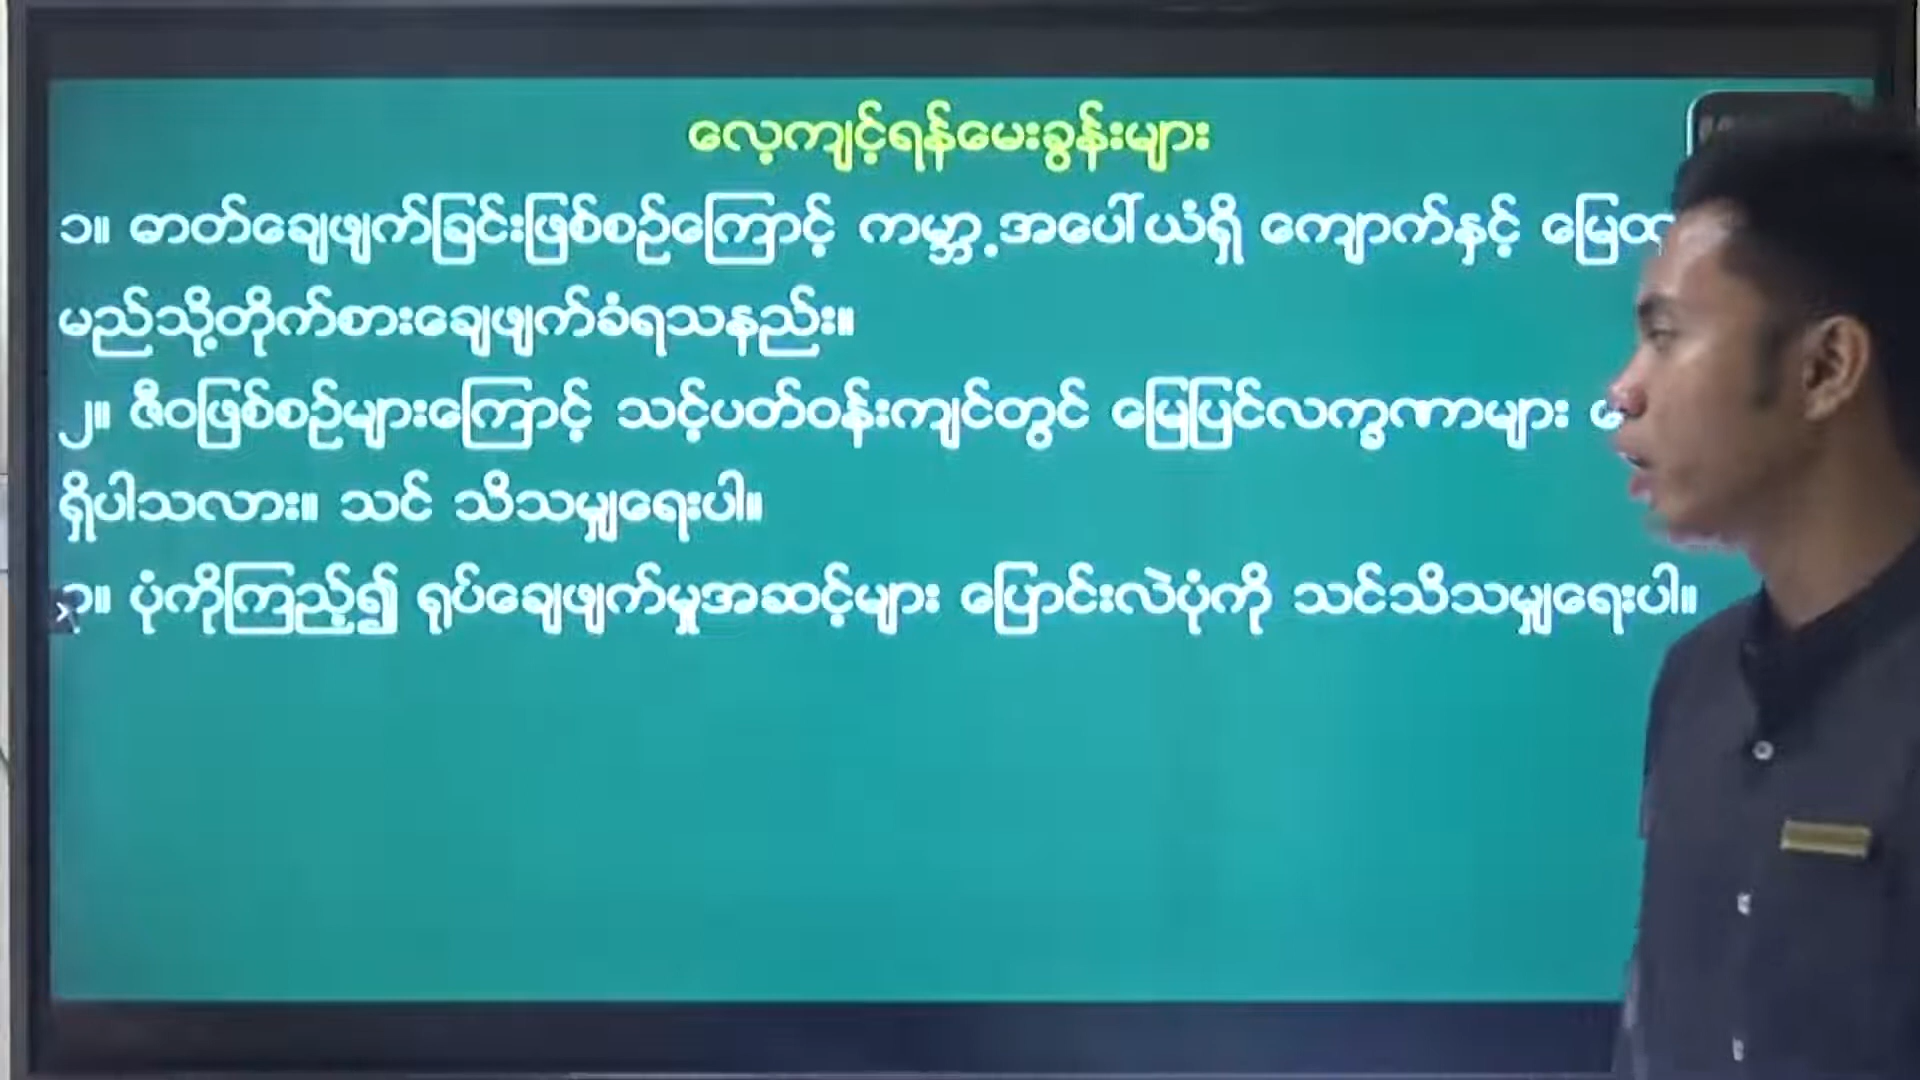 လေ့ကျင့်ရန်မေးခွန်းများ
၁။ ဓာတ်ချေဖျက်ခြင်းဖြစ်စဉ်ကြောင့် ကမ္ဘာ့အပေါ်ယံရှိ ကျောက်နှင့်
မည်သို့တိုက်စားချေဖျက်ခံရသနည်း။
၂။ ဇီဝဖြစ်စဉ်များကြောင့် သင့်ပတ်ဝန်းကျင်တွင် မြေပြင်လက္ခဏာများ
ရှိပါသလား။ သင် သိသမျှရေးပါ။
၃။ ပုံကိုကြည့်၍ ရုပ်ချေဖျက်မှုအဆင့်များ ပြောင်းလဲပုံကို သင်သိသမျှရေးပါ။